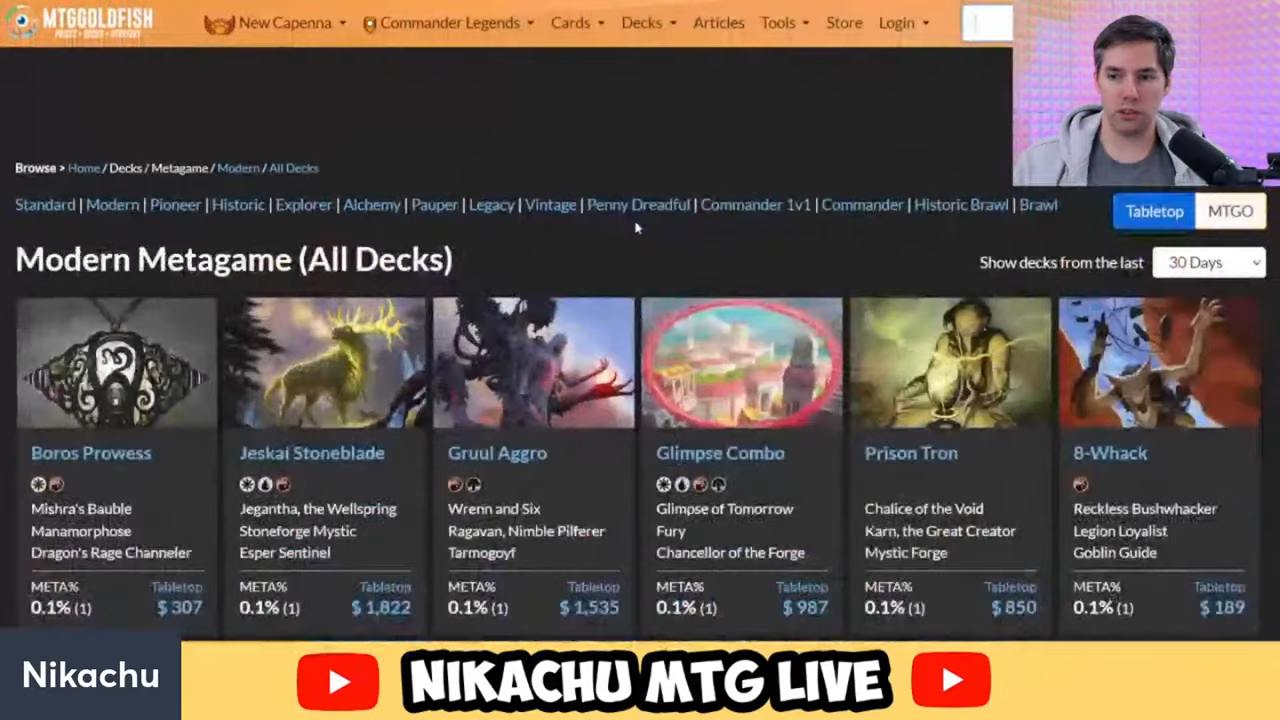 MTGGOLDFISH
New Capenna
Commander Legends
Cards
Decks
Articles
Tools
Store
Login
Browse > Home / Decks / Metagame / Modern / All Decks
Standard | Modern | Pioneer | Historic | Explorer | Alchemy | Pauper | Legacy | Vintage | Penny Dreadful | Commander 1v1 | Commander | Historic Brawl | Brawl
Tabletop
MTGO
Modern Metagame (All Decks)
Show decks from the last
30 Days
Boros Prowess
Mishra's Bauble
Manamorphose
Dragon's Rage Channeler
META%
Tabletop
0.1% (1)
$ 307
Jeskai Stoneblade
Jegantha, the Wellspring
Stoneforge Mystic
Esper Sentinel
META%
Tabletop
0.1% (1)
$ 1,822
Gruul Aggro
Wrenn and Six
Ragavan, Nimble Pilferer
Tarmogoyf
META%
Tabletop
0.1% (1)
$ 1,535
Glimpse Combo
Glimpse of Tomorrow
Fury
Chancellor of the Forge
META%
Tabletop
0.1% (1)
$ 987
Prison Tron
Chalice of the Void
Karn, the Great Creator
Mystic Forge
META%
Tabletop
0.1% (1)
$ 850
8-Whack
Reckless Bushwhacker
Legion Loyalist
Goblin Guide
META%
Tabletop
0.1% (1)
$ 189
Nikachu
NIKACHU MTG LIVE